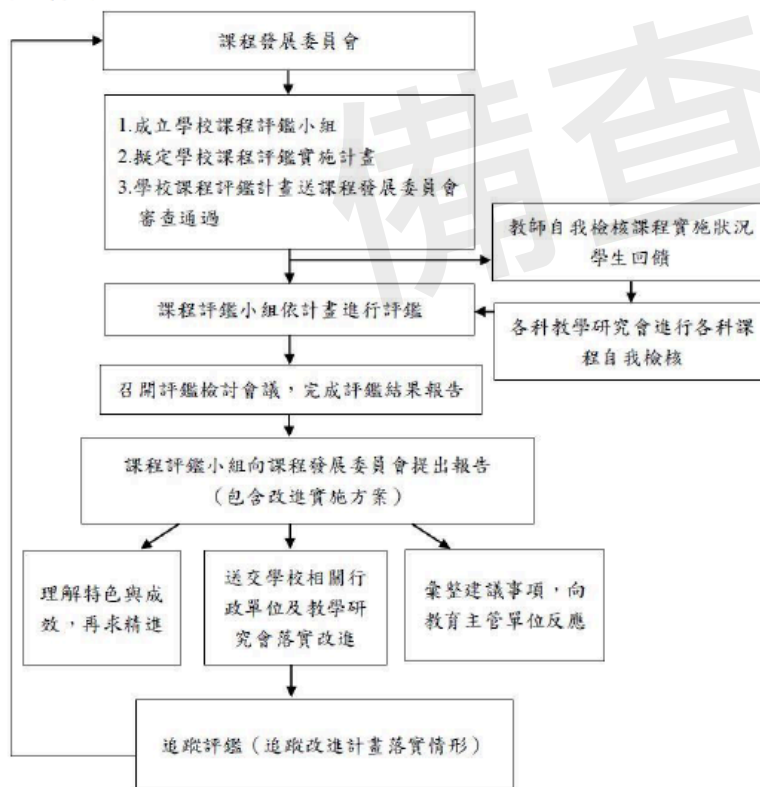 課程發展委員會
1.成立學校課程評鑑小組
2.擬定學校課程評鑑實施計畫
3.學校課程評鑑計畫送課程發展委員會
審查通過
教師自我檢核課程實施狀況
學生回饋
課程評鑑小組依計畫進行評鑑
各科教學研究會進行各科課
程自我檢核
召開評鑑檢討會議，完成評鑑結果報告
課程評鑑小組向課程發展委員會提出報告
（包含改進實施方案）
理解特色與成
效，再求精進
送交學校相關行
政單位及教學研
究會落實改進
彙整建議事項，向
教育主管單位反應
追蹤評鑑（追蹤改進計畫落實情形）
備查